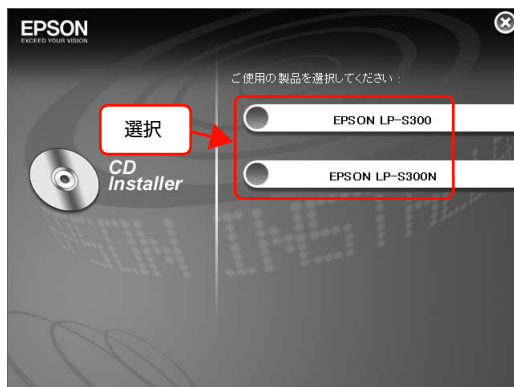 EPSON
EXCEED YOUR VISION
ご使用の製品を選択してください :
選択
EPSON LP-S300
EPSON LP-S300N
CD
Installer